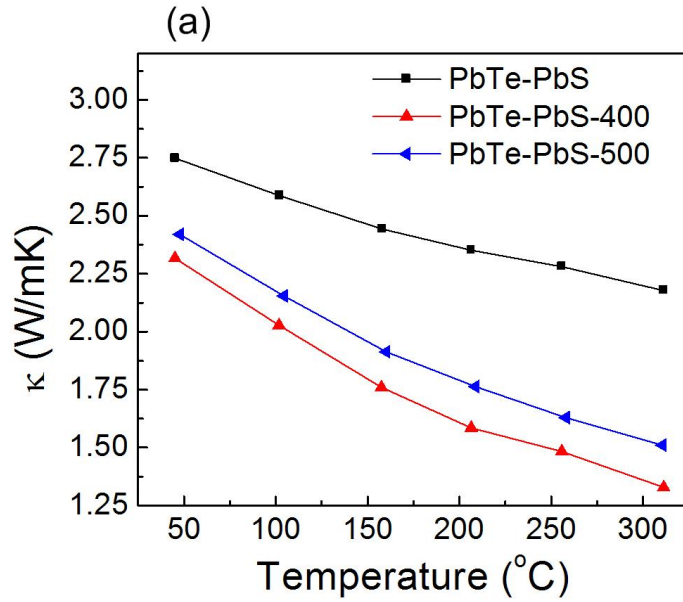 (a)
PbTe-PbS
PbTe-PbS-400
PbTe-PbS-500
3.00
2.75
2.50
2.25
2.00
1.75
1.50
1.25
κ (W/mK)
50 100 150 200 250 300
Temperature (°C)